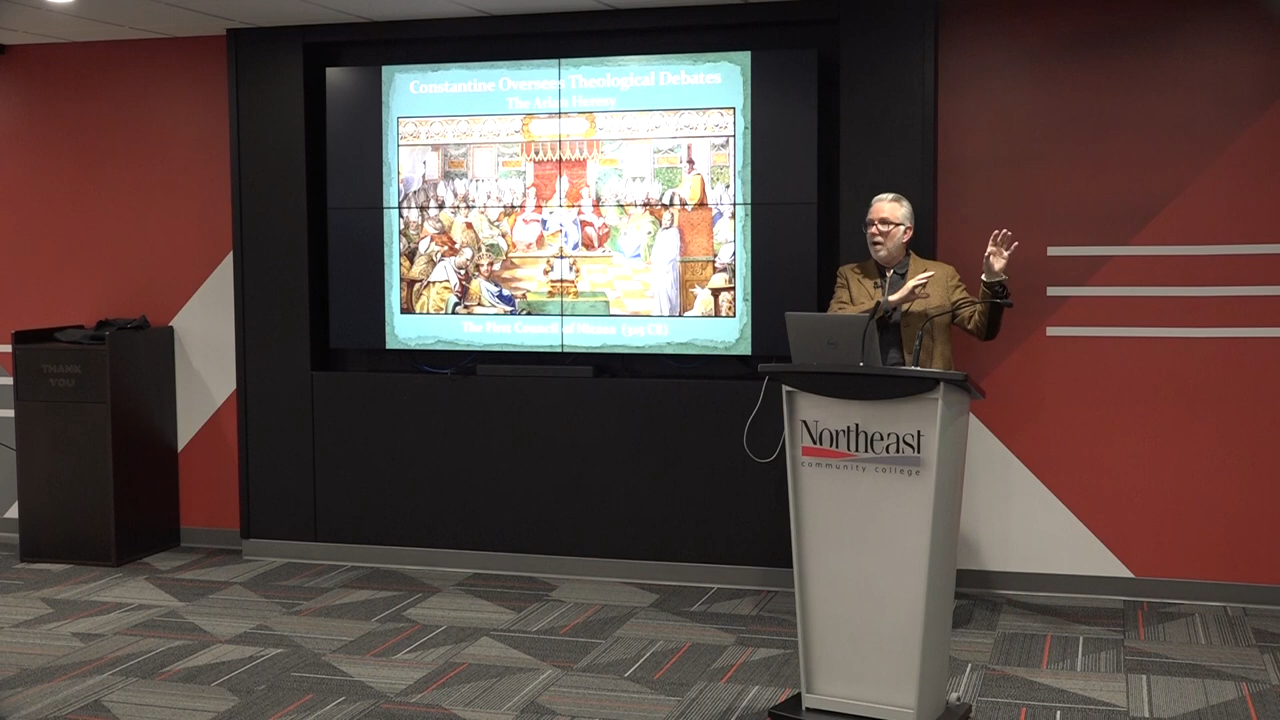 Constantine Oversees Theological Debates
The Arian Heresy
The First Council of Nicaea (325 CE)
THANK
YOU
Northeast
community college